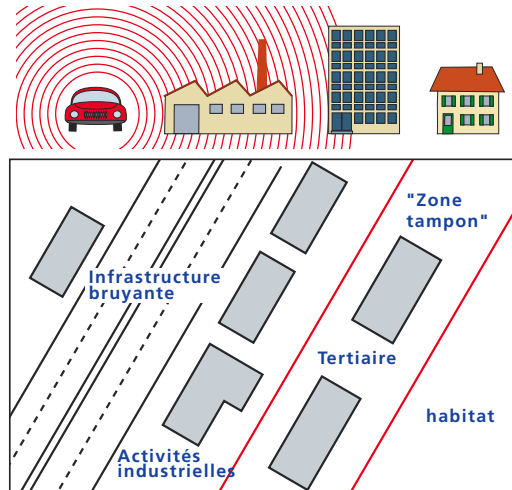 "Zone
tampon"
Infrastructure
bruyante
Tertiaire
habitat
Activités
industrielles